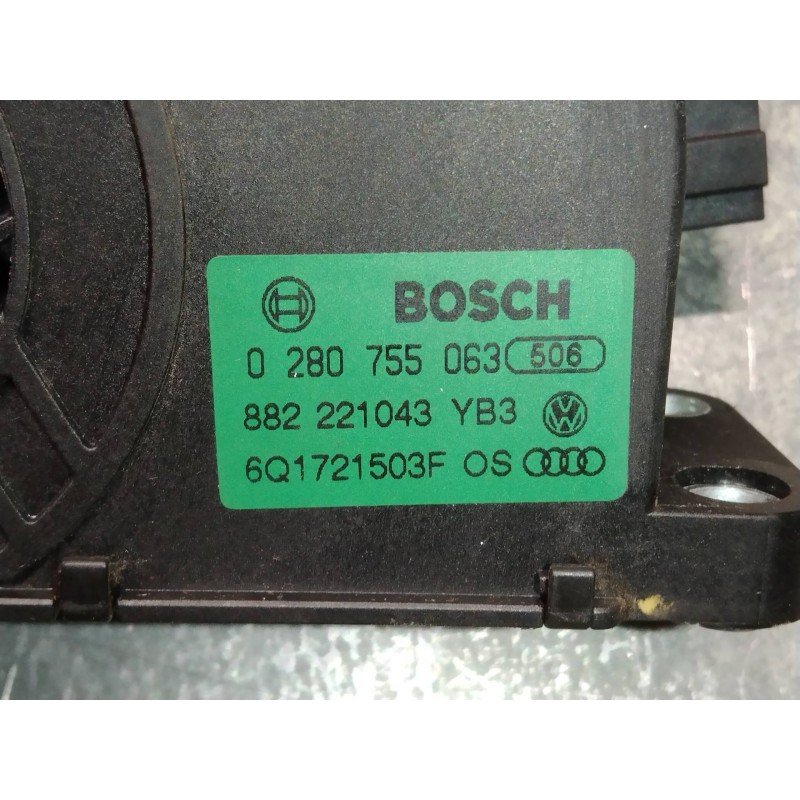 BOSCH
0 280 755 063 506
882 221043 YB3
6Q1721503F OS